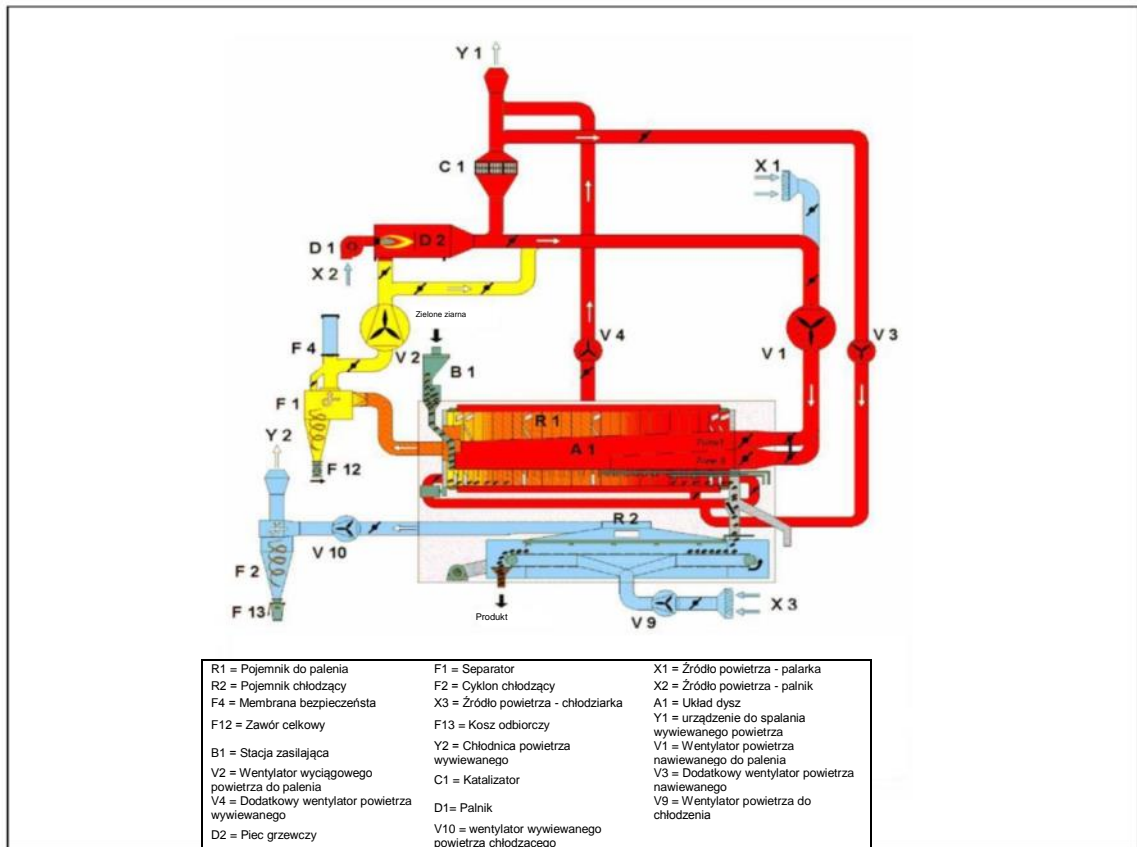 Y 1
C 1
X 1
D 1
D 2
X 2
Zielone ziarna
F 4
V 2
B 1
V 4
V 1
V 3
F 1
R 1
A 1
Y 2
F 12
R 2
V 10
F 2
F 13
Produkt
V 9
X 3
R1 = Pojemnik do palenia
F1 = Separator
X1 = Źródło powietrza - palarka
R2 = Pojemnik chłodzący
F2 = Cyklon chłodzący
X2 = Źródło powietrza - palnik
F4 = Membrana bezpieczeństa
X3 = Źródło powietrza - chłodziarka
A1 = Układ dysz
F12 = Zawór celkowy
F13 = Kosz odbiorczy
Y1 = urządzenie do spalania
wywiewanego powietrza
B1 = Stacja zasilająca
Y2 = Chłodnica powietrza
wywiewanego
V1 = Wentylator powietrza
nawiewanego do palenia
V2 = Wentylator wyciągowego
powietrza do palenia
C1 = Katalizator
V3 = Dodatkowy wentylator powietrza
nawiewanego
V4 = Dodatkowy wentylator powietrza
wywiewanego
D1= Palnik
V9 = Wentylator powietrza do
chłodzenia
D2 = Piec grzewczy
V10 = wentylator wywiewanego
powietrza chłodzącego